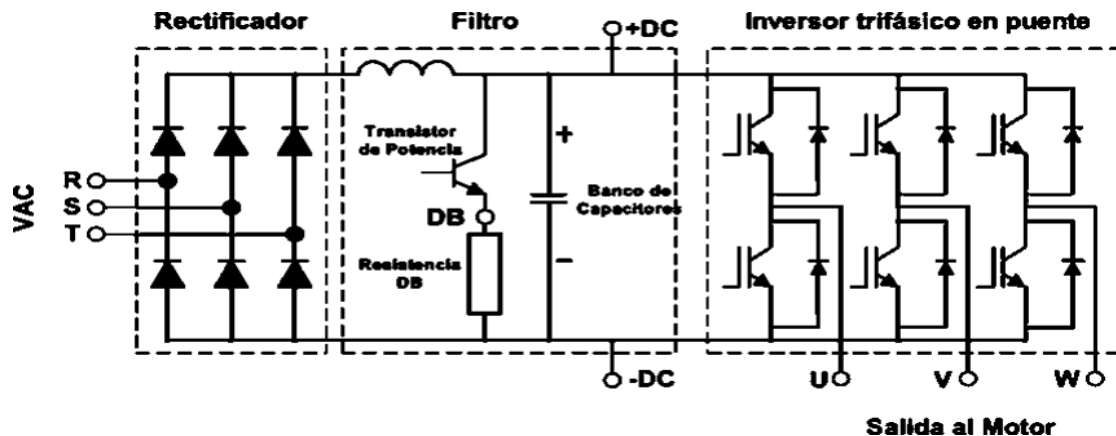 Rectificador
Filtro
+DC
Inversor trifásico en puente
Transistor
de Potencia
+
R
S
T
VAC
DB
Banco de
Capacitores
Resistencia
DB
−
-DC
U
V
W
Salida al Motor